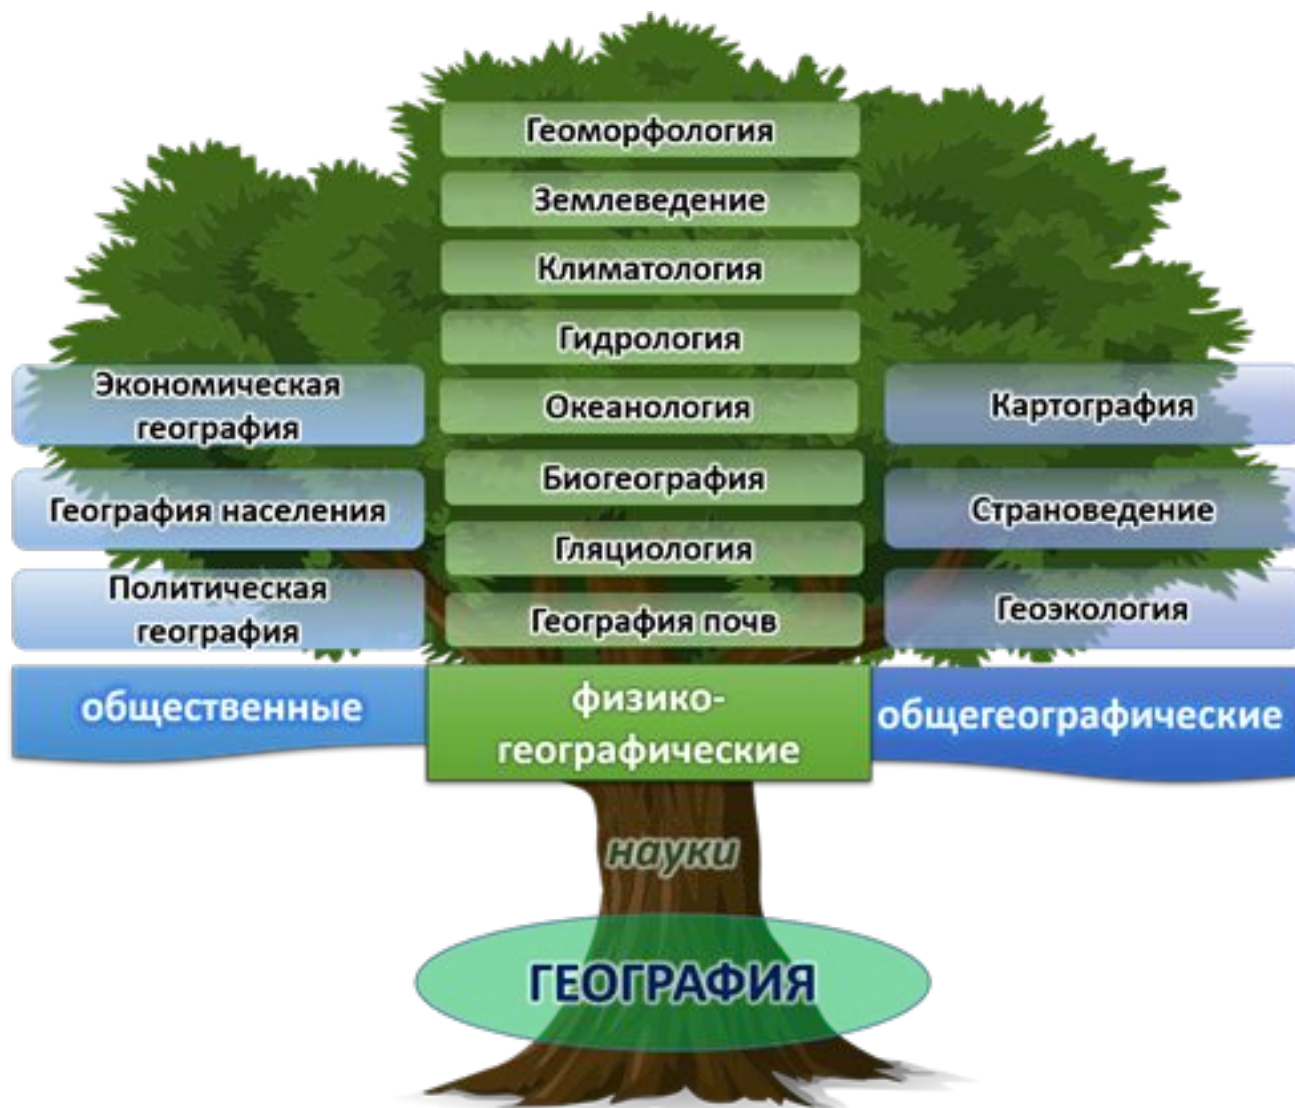 Геоморфология
Землеведение
Климатология
Гидрология
Океанология
Биогеография
Гляциология
География почв
Экономическая
география
География населения
Политическая
география
Картография
Страноведение
Геоэкология
общественные
физико-
географические
общегеографические
науки
ГЕОГРАФИЯ